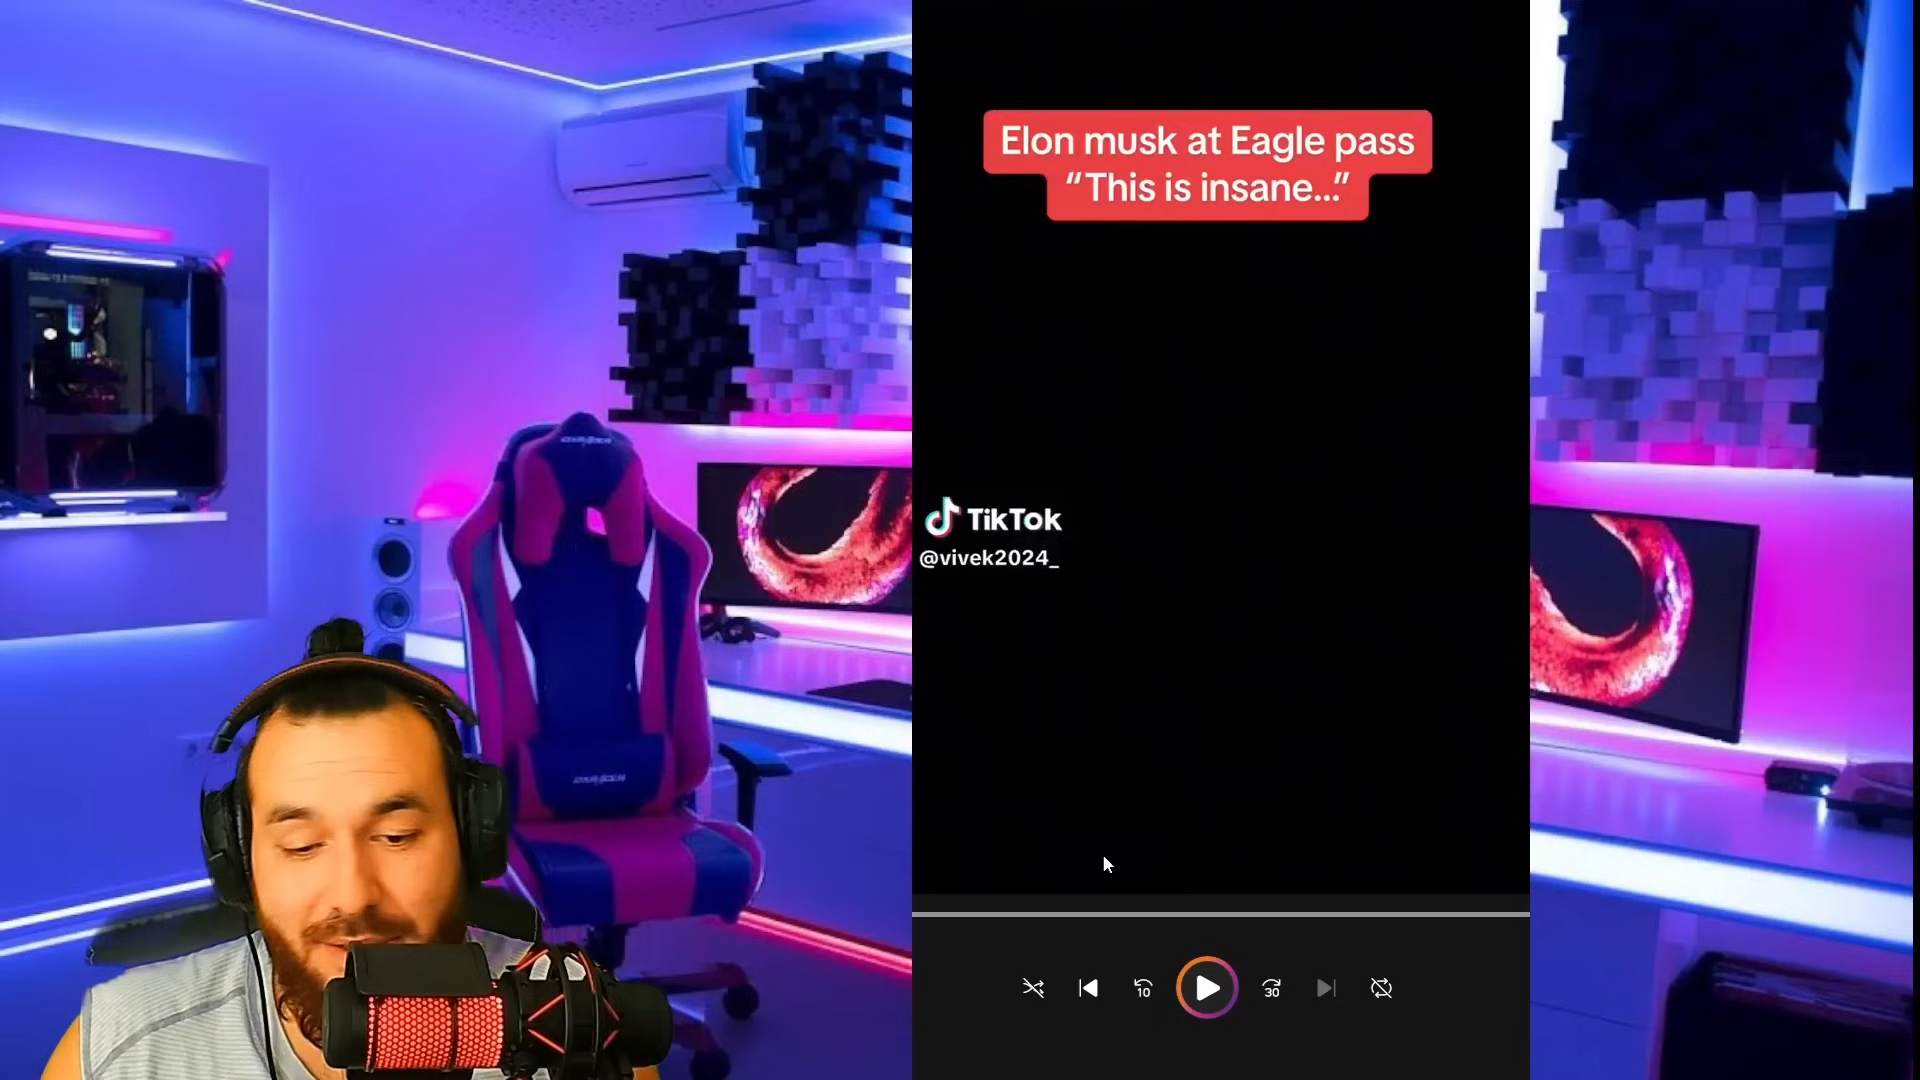 Elon musk at Eagle pass
“This is insane...”
TikTok
@vivek2024_
10
30